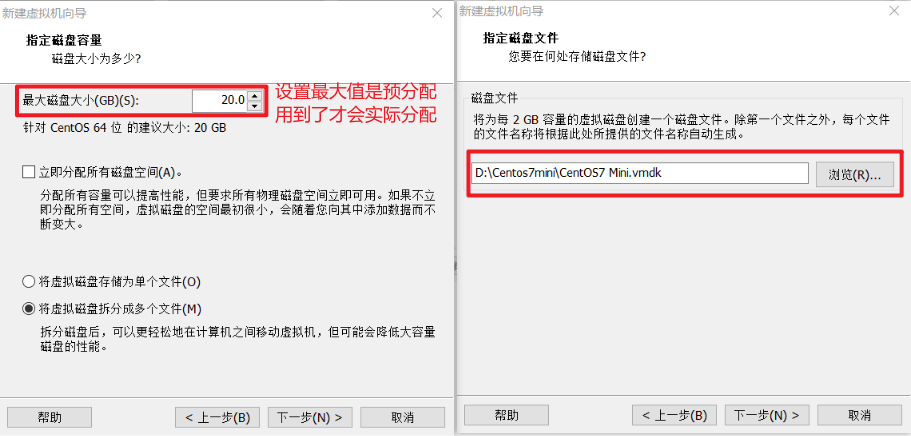 新建虚拟机向导
指定磁盘容量
磁盘大小为多少?
最大磁盘大小(GB)(S):
20.0
设置最大值是预分配
用到了才会实际分配
针对 CentOS 64 位 的建议大小: 20 GB
立即分配所有磁盘空间(A)。
分配所有容量可以提高性能，但要求所有物理磁盘空间立即可用。如果不立
即分配所有空间，虚拟磁盘的空间最初很小，会随着您向其中添加数据而不
断变大。
将虚拟磁盘存储为单个文件(O)
将虚拟磁盘拆分成多个文件(M)
拆分磁盘后，可以更轻松地在计算机之间移动虚拟机，但可能会降低大容量
磁盘的性能。
帮助
< 上一步(B)
下一步(N) >
取消
新建虚拟机向导
指定磁盘文件
您要在何处存储磁盘文件?
磁盘文件
将为每 2 GB 容量的虚拟磁盘创建一个磁盘文件。除第一个文件之外，每个文件
的文件名称将根据此处所提供的文件名称自动生成。
D:\Centos7mini\CentOS7 Mini.vmdk
浏览(R)...
帮助
< 上一步(B)
下一步(N) >
取消